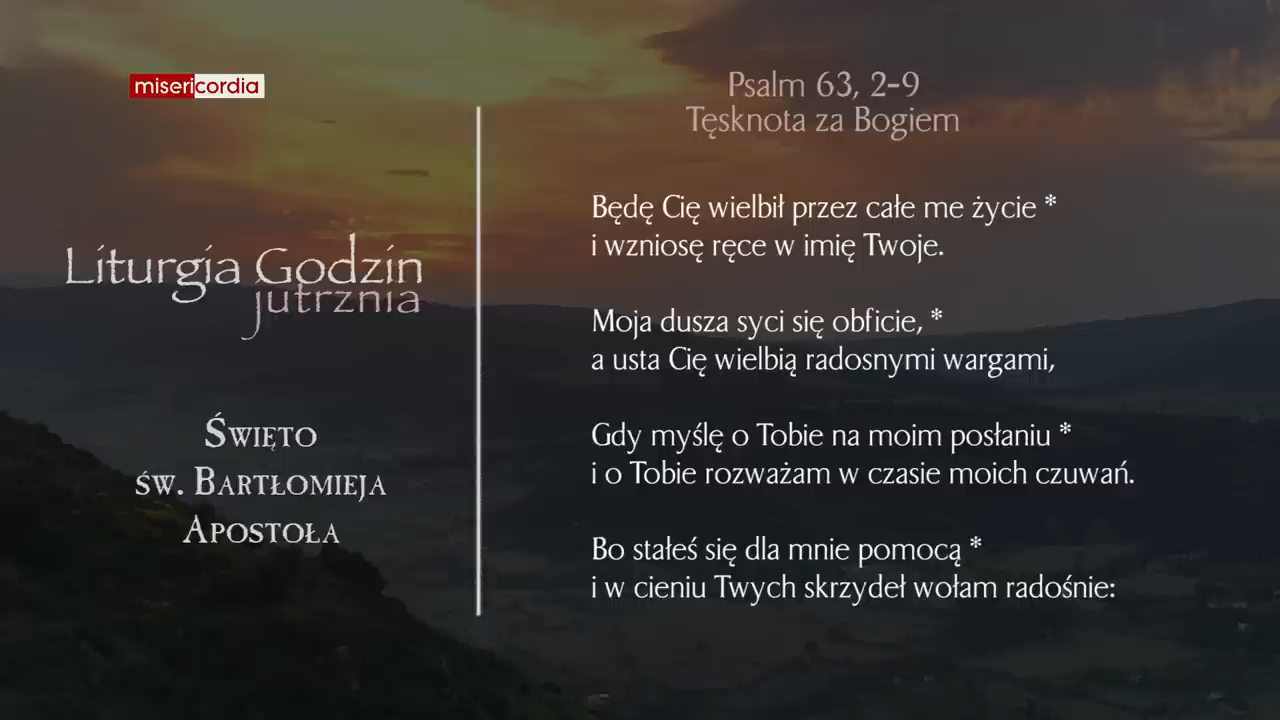 misericordia
Liturgia Godzin
jutrznia
Święto
św. Bartłomieja
Apostoła
Psalm 63, 2-9
Tęsknota za Bogiem
Będę Cię wielbił przez całe me życie *
i wzniosę ręce w imię Twoje.
Moja dusza syci się obficie, *
a usta Cię wielbią radosnymi wargami,
Gdy myślę o Tobie na moim posłaniu *
i o Tobie rozważam w czasie moich czuwań.
Bo stałeś się dla mnie pomocą *
i w cieniu Twych skrzydeł wołam radośnie: